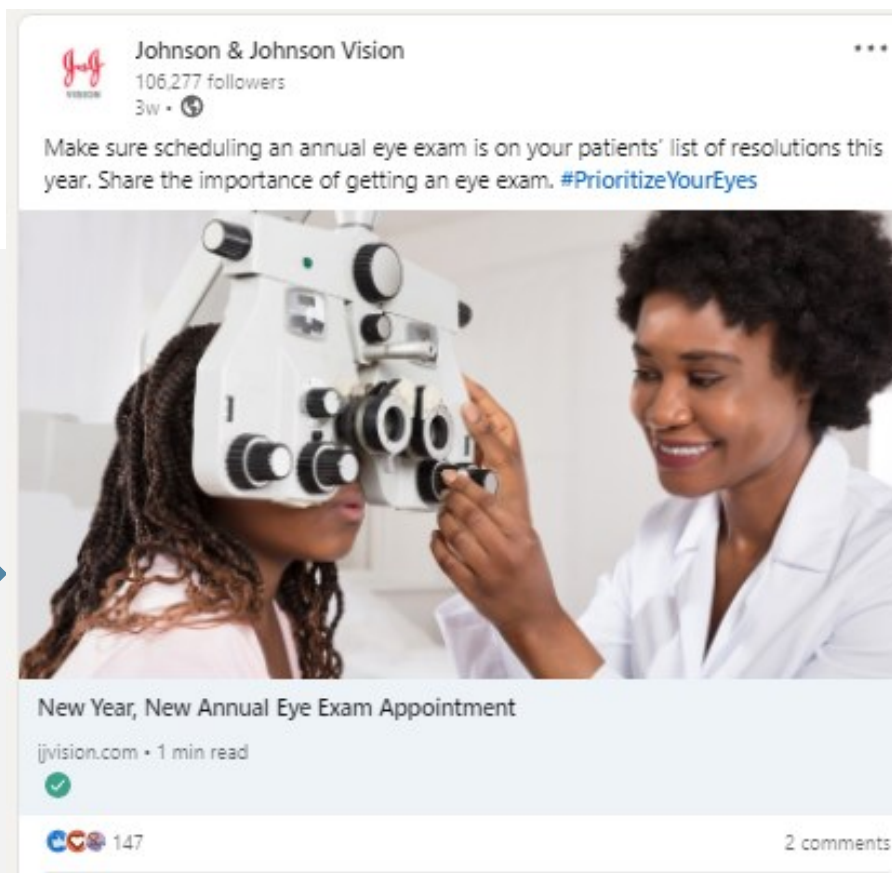 Johnson & Johnson Vision
106,277 followers
3w •
VISION
Make sure scheduling an annual eye exam is on your patients' list of resolutions this
year. Share the importance of getting an eye exam. #PrioritizeYourEyes
New Year, New Annual Eye Exam Appointment
jjvision.com • 1 min read
147
2 comments